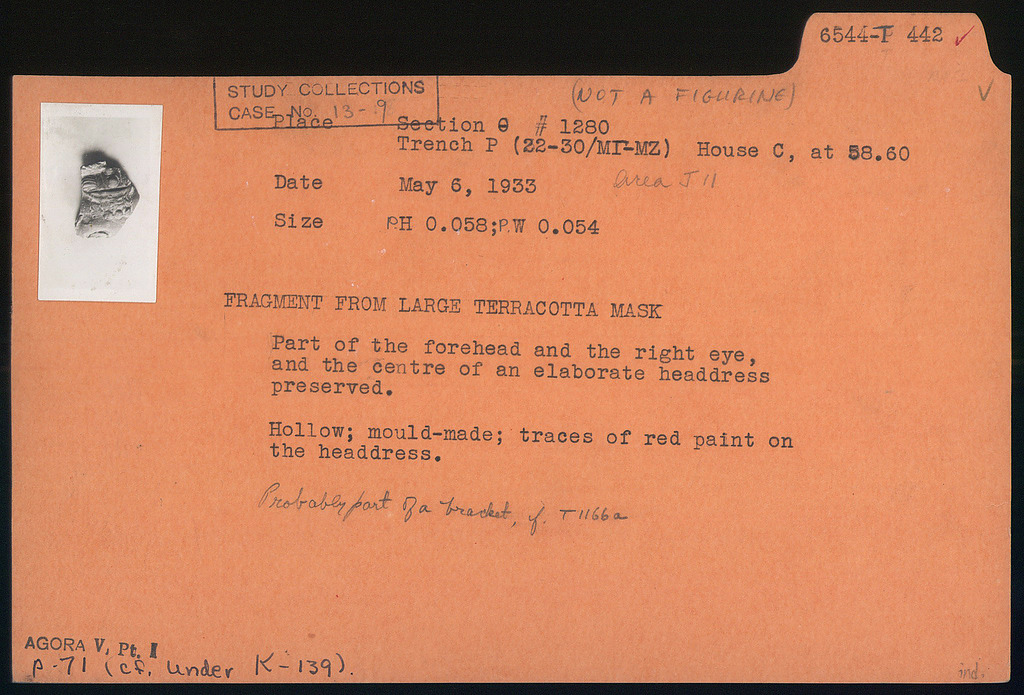 6544-T 442 ✓
STUDY COLLECTIONS
CASE No. 13-9
(NOT A FIGURINE) ✓
Place Section Θ # 1280
Trench P (22-30/MΓ-MZ) House C, at 58.60
Area J 11
Date May 6, 1933
Size P.H 0.058; P.W 0.054
FRAGMENT FROM LARGE TERRACOTTA MASK
Part of the forehead and the right eye,
and the centre of an elaborate headdress
preserved.
Hollow; mould-made; traces of red paint on
the headdress.
Probably part of a bracket, cf. T 1166a
AGORA V, Pt. I
p. 71 (cf. under K-139).
ind.